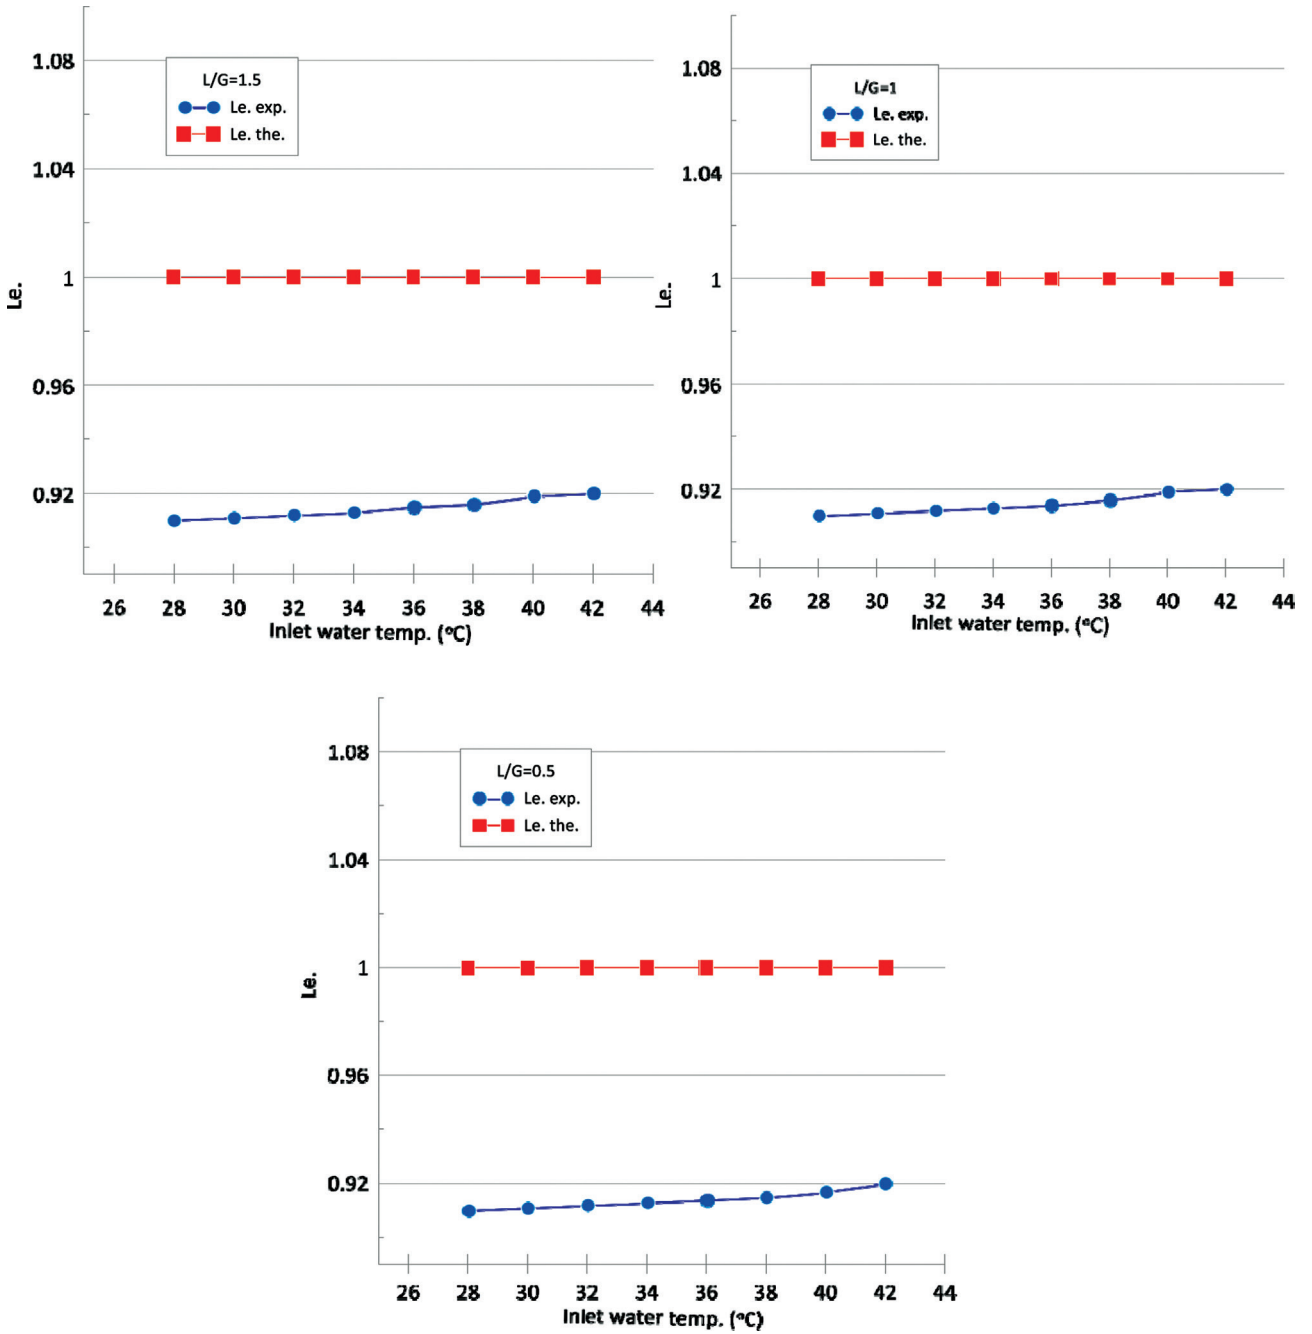 1.08
1.04
1
0.96
0.92
Le.
L/G=1.5
Le. exp.
Le. the.
26 28 30 32 34 36 38 40 42 44
Inlet water temp. (°C)
1.08
1.04
1
0.96
0.92
Le.
L/G=1
Le. exp.
Le. the.
26 28 30 32 34 36 38 40 42 44
Inlet water temp. (°C)
1.08
1.04
1
0.96
0.92
Le.
L/G=0.5
Le. exp.
Le. the.
26 28 30 32 34 36 38 40 42 44
Inlet water temp. (°C)